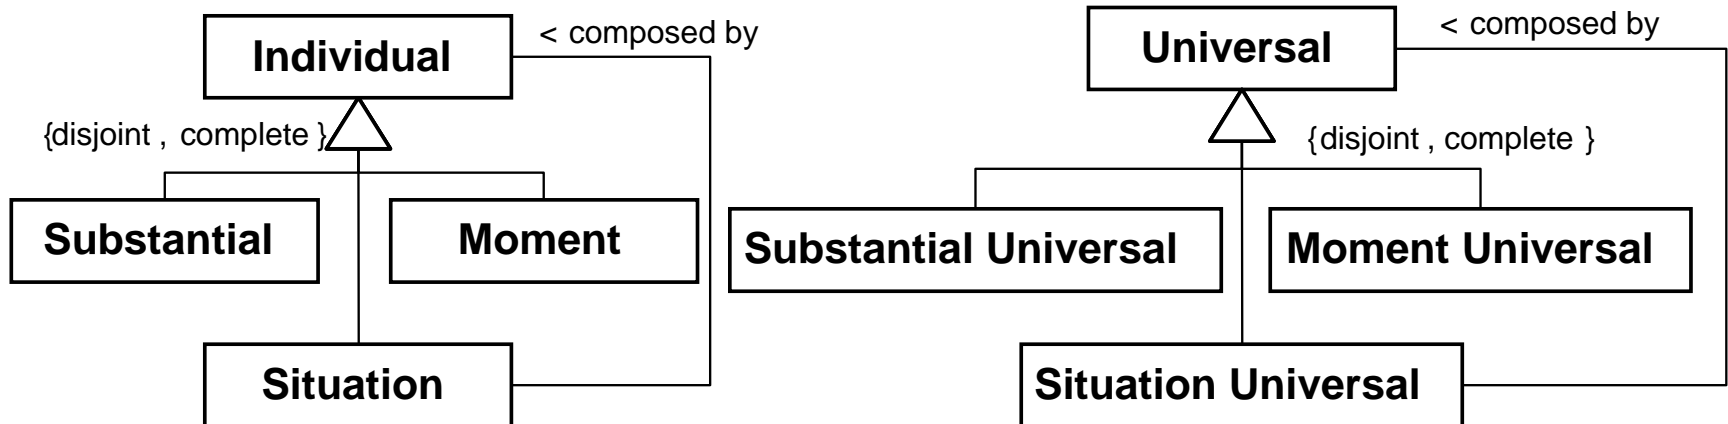 Individual
< composed by
{disjoint , complete }
Substantial
Moment
Situation
Universal
< composed by
{disjoint , complete }
Substantial Universal
Moment Universal
Situation Universal